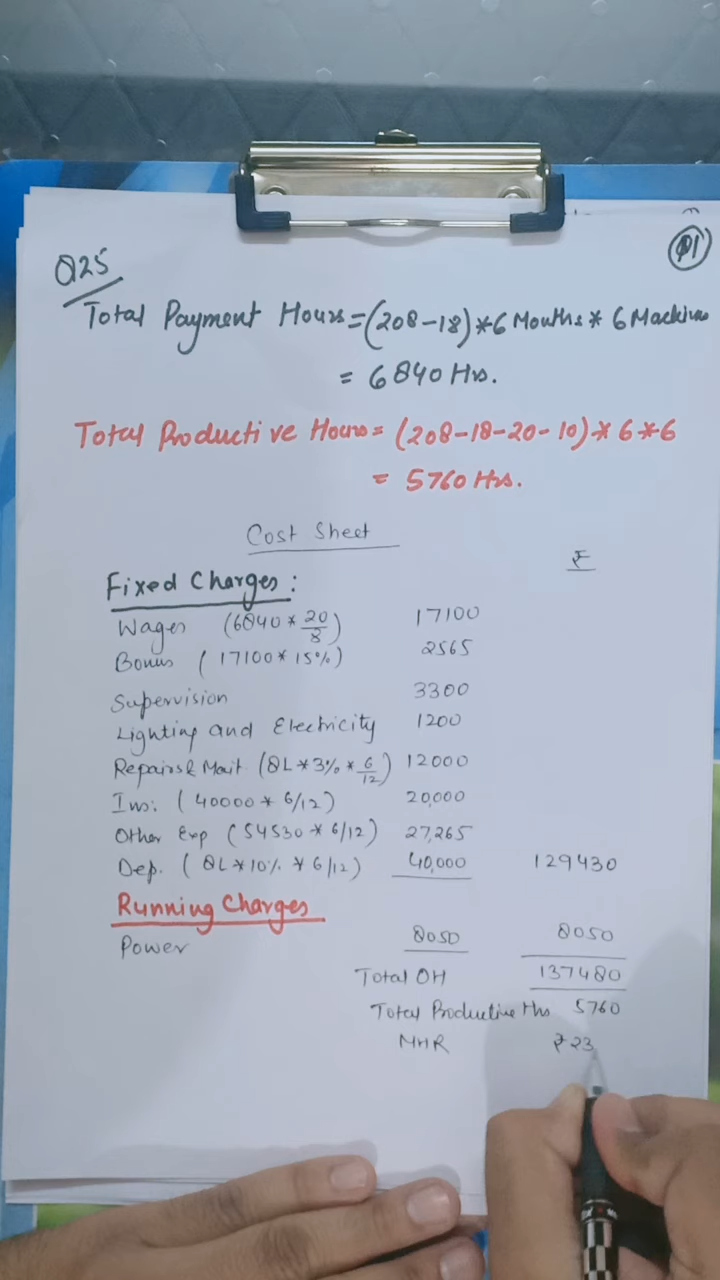 Q25
P1
Total Payment Hours = (208-18)*6 Months * 6 Machines
= 6840 Hrs.
Total Productive Hours = (208-18-20-10)*6*6
= 5760 Hrs.
Cost Sheet
₹
Fixed Charges:
Wages (6840 * 20/8) 17100
Bonus (17100*15%) 2565
Supervision 3300
Lighting and Electricity 1200
Repairs & Mait. (8L*3%*6/12) 12000
Ins: (40000*6/12) 20,000
Other Exp (54530*6/12) 27,265
Dep. (8L*10%*6/12) 40,000 129430
Running Charges
Power 8050 8050
Total OH 137480
Total Productive Hrs 5760
MHR ₹23